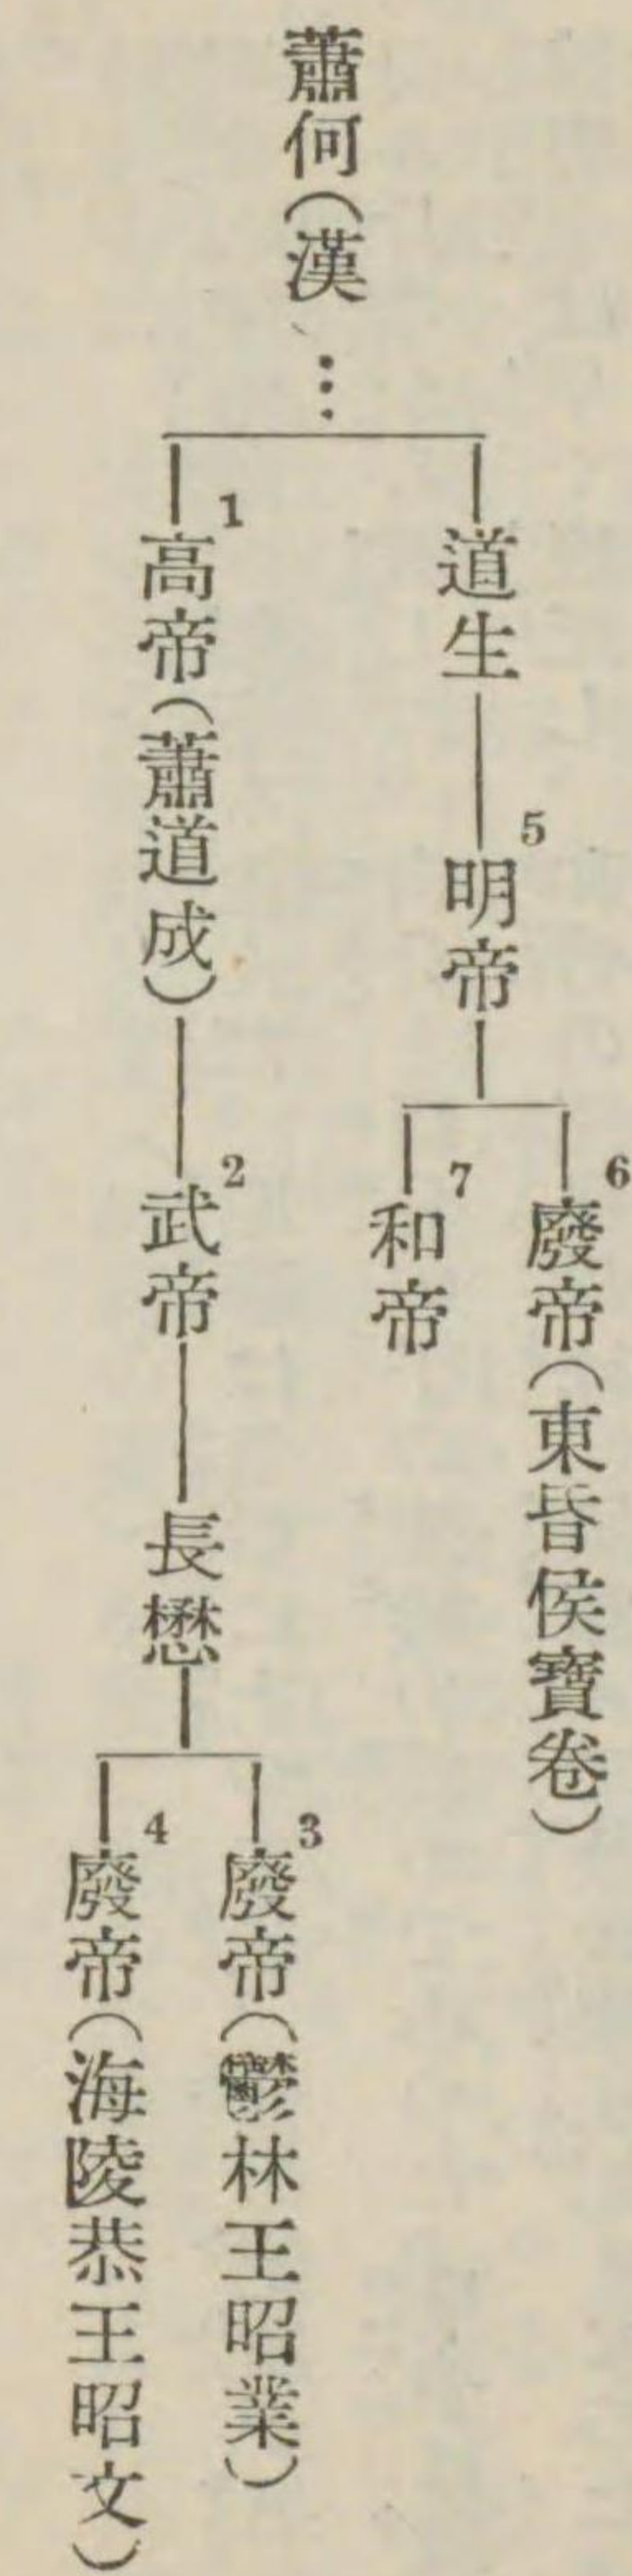 蕭何(漢
道生
5
明帝
6
廢帝(東昏侯寶卷)
7
和帝
1
高帝(蕭道成)
2
武帝
長懋
3
廢帝(鬱林王昭業)
4
廢帝(海陵恭王昭文)